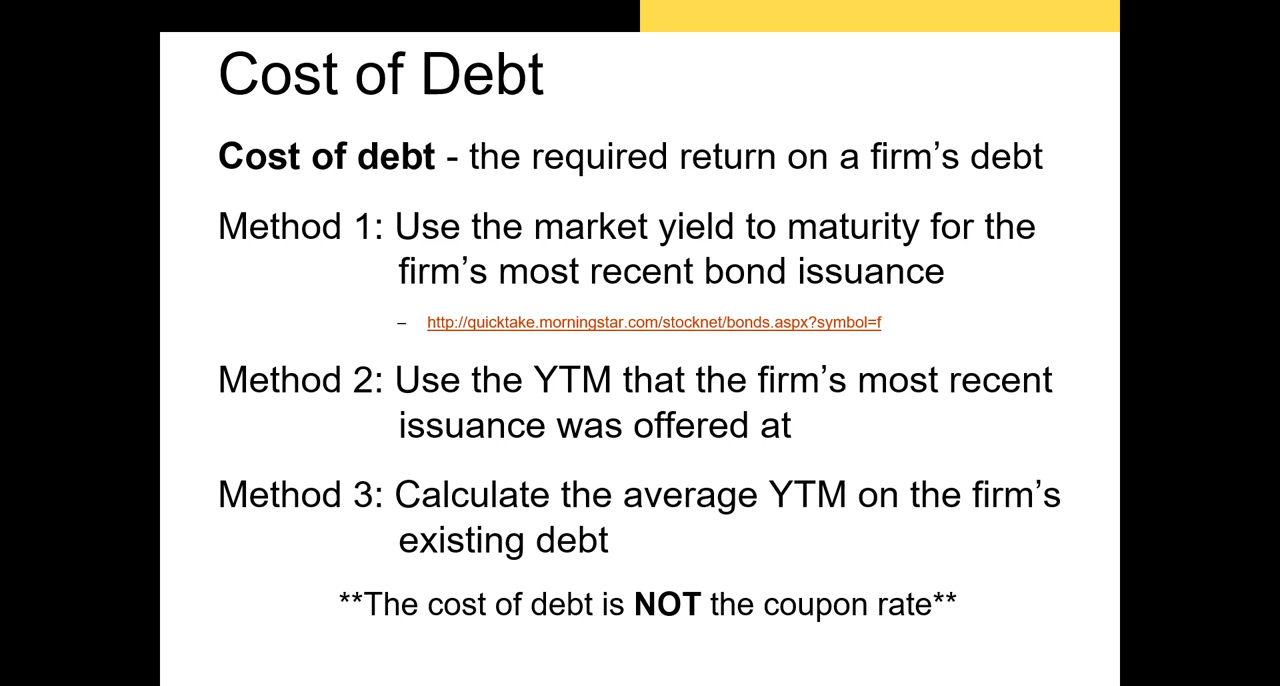 Cost of Debt
Cost of debt - the required return on a firm’s debt
Method 1: Use the market yield to maturity for the
firm’s most recent bond issuance
– http://quicktake.morningstar.com/stocknet/bonds.aspx?symbol=f
Method 2: Use the YTM that the firm’s most recent
issuance was offered at
Method 3: Calculate the average YTM on the firm’s
existing debt
**The cost of debt is NOT the coupon rate**